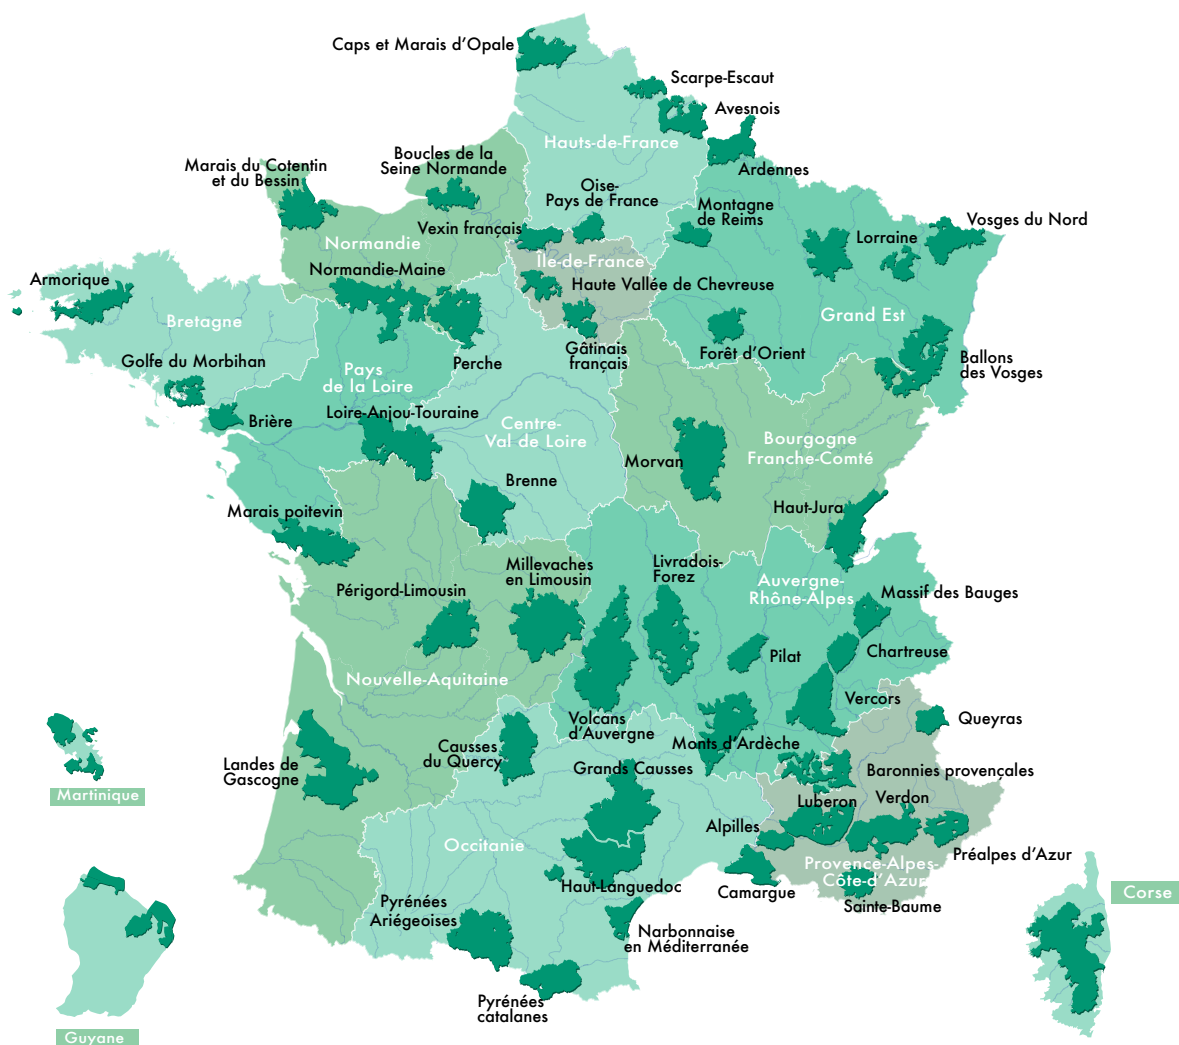 Caps et Marais d'Opale
Scarpe-Escaut
Avesnois
Hauts-de-France
Ardennes
Marais du Cotentin
et du Bessin
Boucles de la
Seine Normande
Oise-
Pays de France
Montagne
de Reims
Vosges du Nord
Vexin français
Lorraine
Normandie
Île-de-France
Normandie-Maine
Haute Vallée de Chevreuse
Armorique
Bretagne
Grand Est
Golfe du Morbihan
Perche
Gâtinais
français
Forêt d'Orient
Ballons
des Vosges
Pays
de la Loire
Brière
Loire-Anjou-Touraine
Centre-
Val de Loire
Bourgogne
Franche-Comté
Morvan
Brenne
Haut-Jura
Marais poitevin
Millevaches
en Limousin
Livradois-
Forez
Auvergne-
Rhône-Alpes
Massif des Bauges
Périgord-Limousin
Pilat
Chartreuse
Nouvelle-Aquitaine
Vercors
Queyras
Volcans
d'Auvergne
Monts d'Ardèche
Causses
du Quercy
Landes de
Gascogne
Grands Causses
Baronnies provençales
Martinique
Luberon
Verdon
Alpilles
Occitanie
Préalpes d'Azur
Provence-Alpes-
Côte-d'Azur
Haut-Languedoc
Camargue
Sainte-Baume
Corse
Pyrénées
Ariégeoises
Narbonnaise
en Méditerranée
Pyrénées
catalanes
Guyane